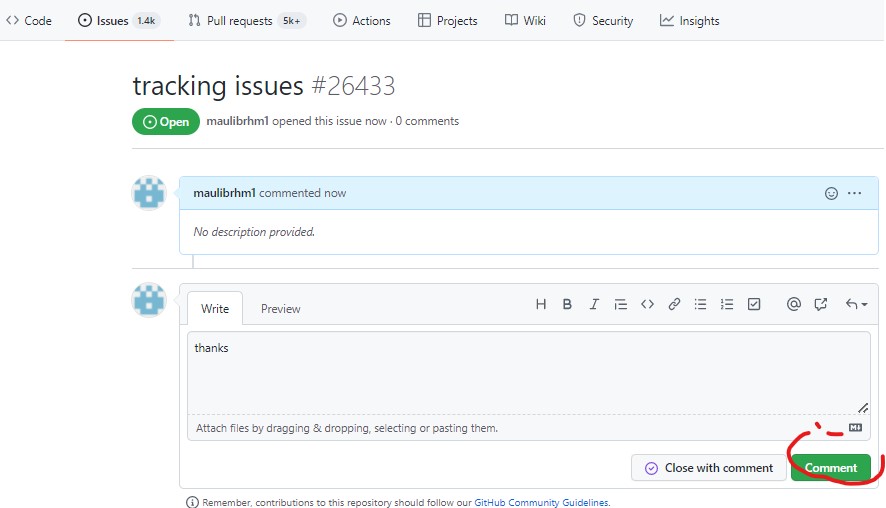 Code Issues 1.4k Pull requests 5k+ Actions Projects Wiki Security Insights
tracking issues #26433
Open maulibrhm1 opened this issue now · 0 comments
maulibrhm1 commented now
No description provided.
Write Preview
thanks
Attach files by dragging & dropping, selecting or pasting them.
Close with comment Comment
Remember, contributions to this repository should follow our GitHub Community Guidelines.